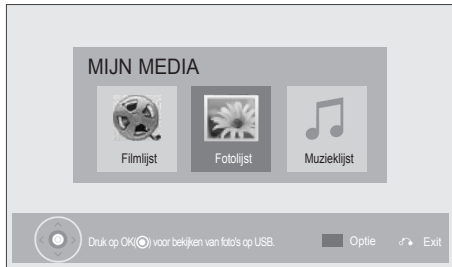 MIJN MEDIA
Filmlijst Fotolijst Muzieklijst
Druk op OK(◉) voor bekijken van foto's op USB. Optie Exit